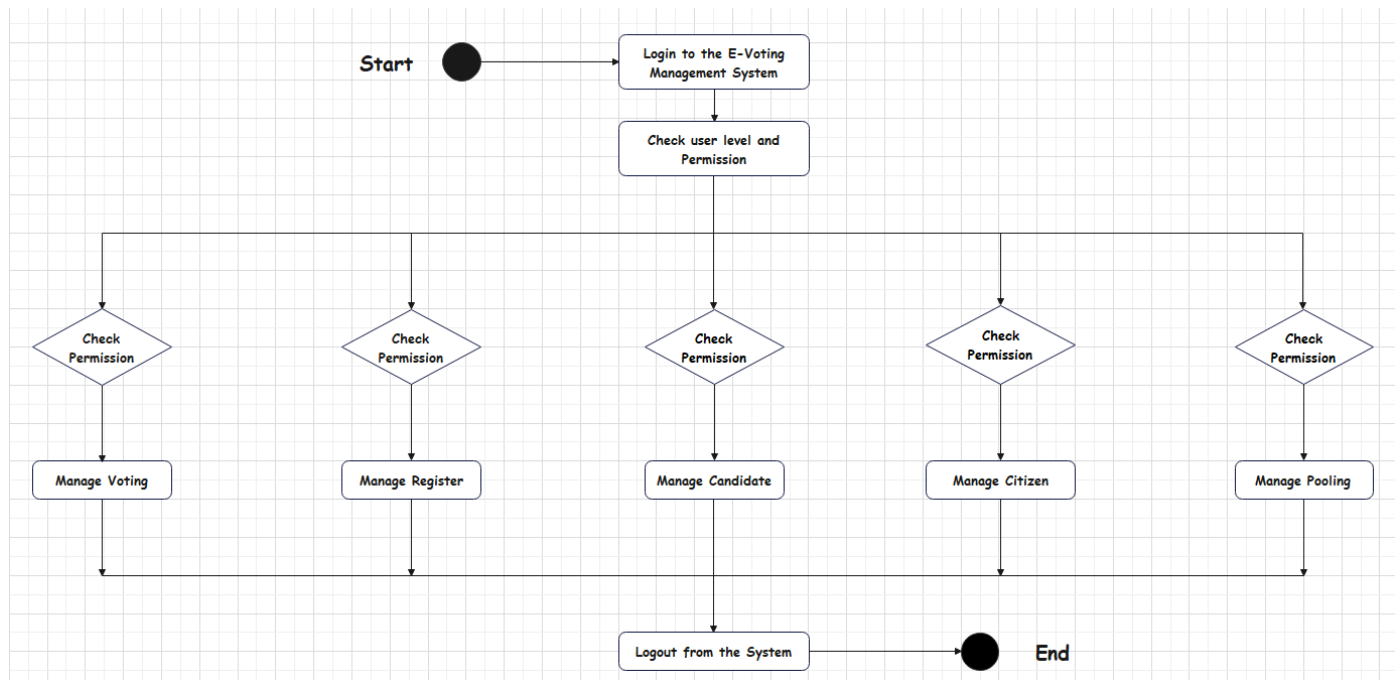 Start
Login to the E-Voting
Management System
Check user level and
Permission
Check
Permission
Check
Permission
Check
Permission
Check
Permission
Check
Permission
Manage Voting
Manage Register
Manage Candidate
Manage Citizen
Manage Pooling
Logout from the System
End